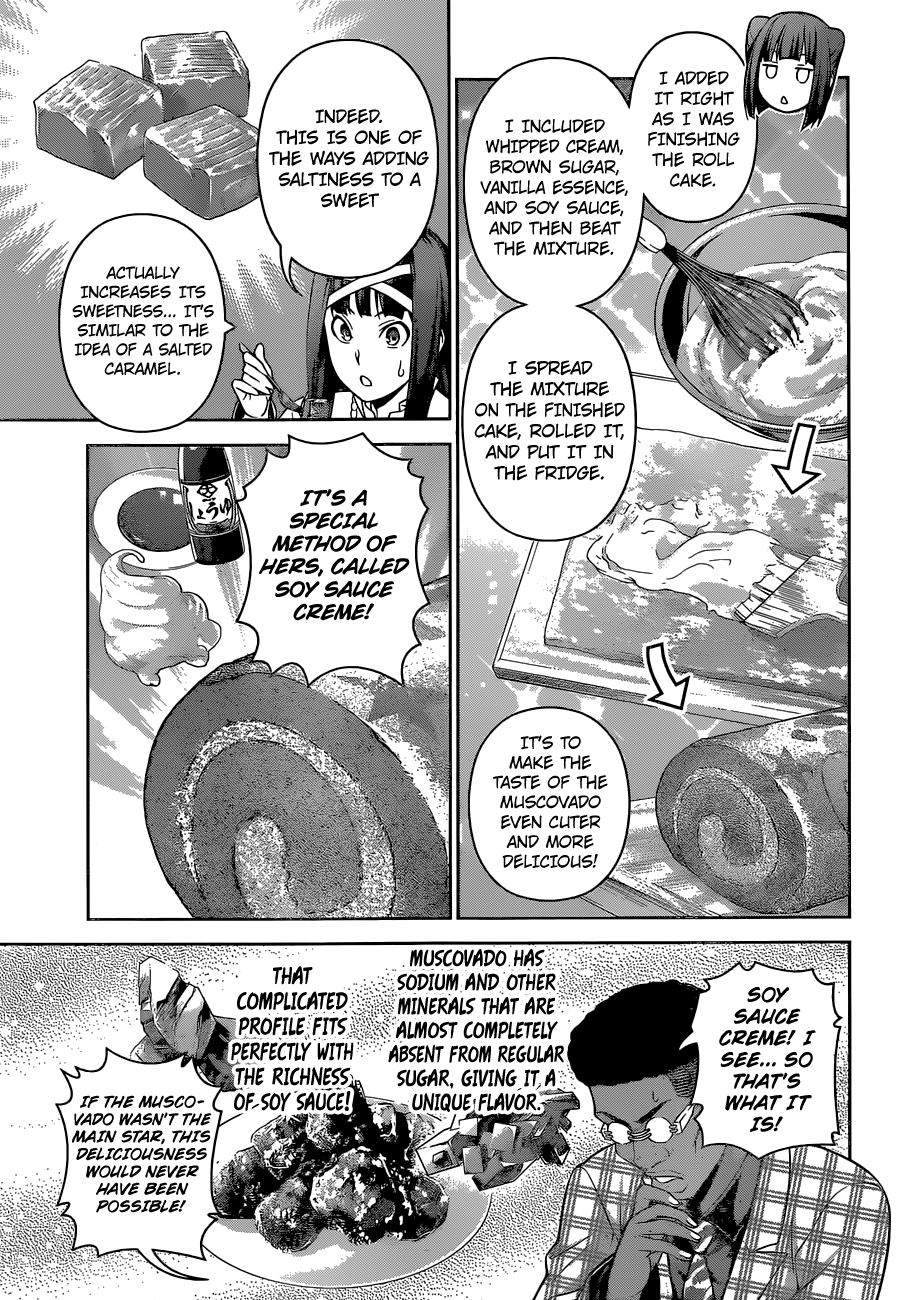 I ADDED
IT RIGHT
AS I WAS
FINISHING
THE ROLL
CAKE.
I INCLUDED
WHIPPED CREAM,
BROWN SUGAR,
VANILLA ESSENCE,
AND SOY SAUCE,
AND THEN BEAT
THE MIXTURE.
I SPREAD
THE MIXTURE
ON THE FINISHED
CAKE, ROLLED IT,
AND PUT IT IN
THE FRIDGE.
IT'S TO
MAKE THE
TASTE OF THE
MUSCOVADO
EVEN CUTER
AND MORE
DELICIOUS!
INDEED.
THIS IS ONE OF
THE WAYS ADDING
SALTINESS TO A
SWEET
ACTUALLY
INCREASES ITS
SWEETNESS... IT'S
SIMILAR TO THE
IDEA OF A SALTED
CARAMEL.
IT'S A
SPECIAL
METHOD OF
HERS, CALLED
SOY SAUCE
CREME!
しょうゆ
SOY
SAUCE
CREME! I
SEE... SO
THAT'S
WHAT IT
IS!
MUSCOVADO HAS
SODIUM AND OTHER
MINERALS THAT ARE
ALMOST COMPLETELY
ABSENT FROM REGULAR
SUGAR, GIVING IT A
UNIQUE FLAVOR.
THAT
COMPLICATED
PROFILE FITS
PERFECTLY WITH
THE RICHNESS
OF SOY SAUCE!
IF THE MUSCO-
VADO WASN'T THE
MAIN STAR, THIS
DELICIOUSNESS
WOULD NEVER
HAVE BEEN
POSSIBLE!